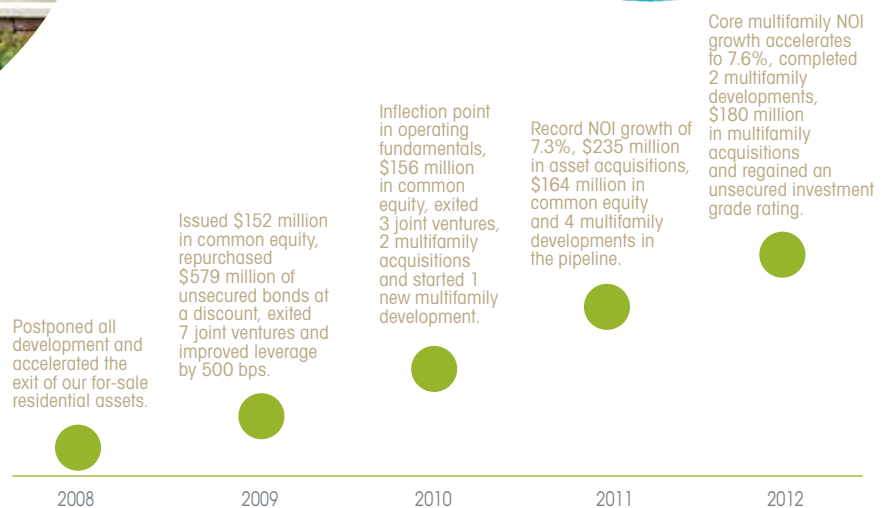 Postponed all
development and
accelerated the
exit of our for-sale
residential assets.
Issued $152 million
in common equity,
repurchased
$579 million of
unsecured bonds at
a discount, exited
7 joint ventures and
improved leverage
by 500 bps.
Inflection point
in operating
fundamentals,
$156 million
in common
equity, exited
3 joint ventures,
2 multifamily
acquisitions
and started 1
new multifamily
development.
Record NOI growth of
7.3%, $235 million
in asset acquisitions,
$164 million in
common equity
and 4 multifamily
developments in
the pipeline.
Core multifamily NOI
growth accelerates
to 7.6%, completed
2 multifamily
developments,
$180 million
in multifamily
acquisitions
and regained an
unsecured investment
grade rating.
2008
2009
2010
2011
2012